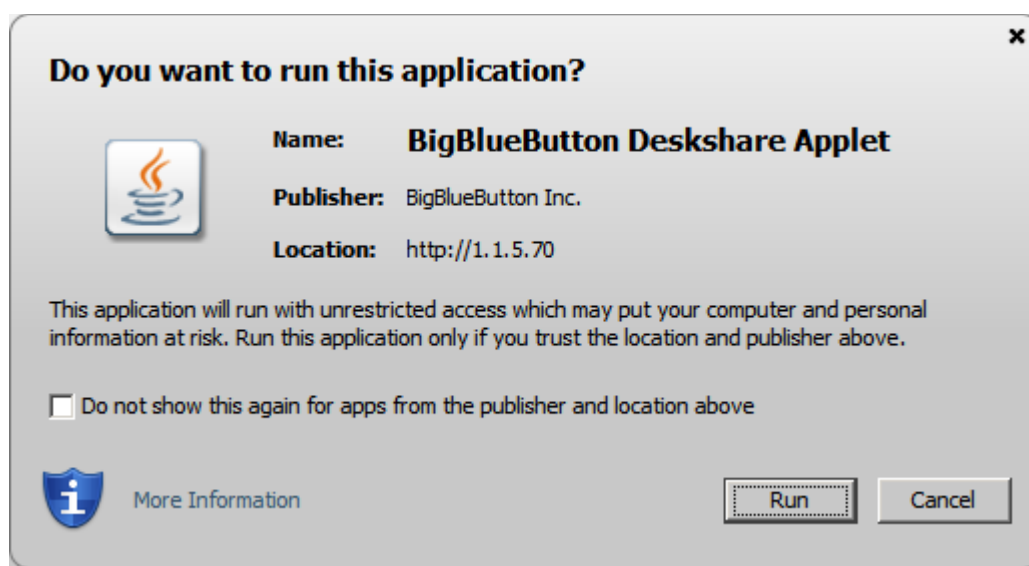 Do you want to run this application?
Name: BigBlueButton Deskshare Applet
Publisher: BigBlueButton Inc.
Location: http://1.1.5.70
This application will run with unrestricted access which may put your computer and personal
information at risk. Run this application only if you trust the location and publisher above.
Do not show this again for apps from the publisher and location above
More Information
Run
Cancel